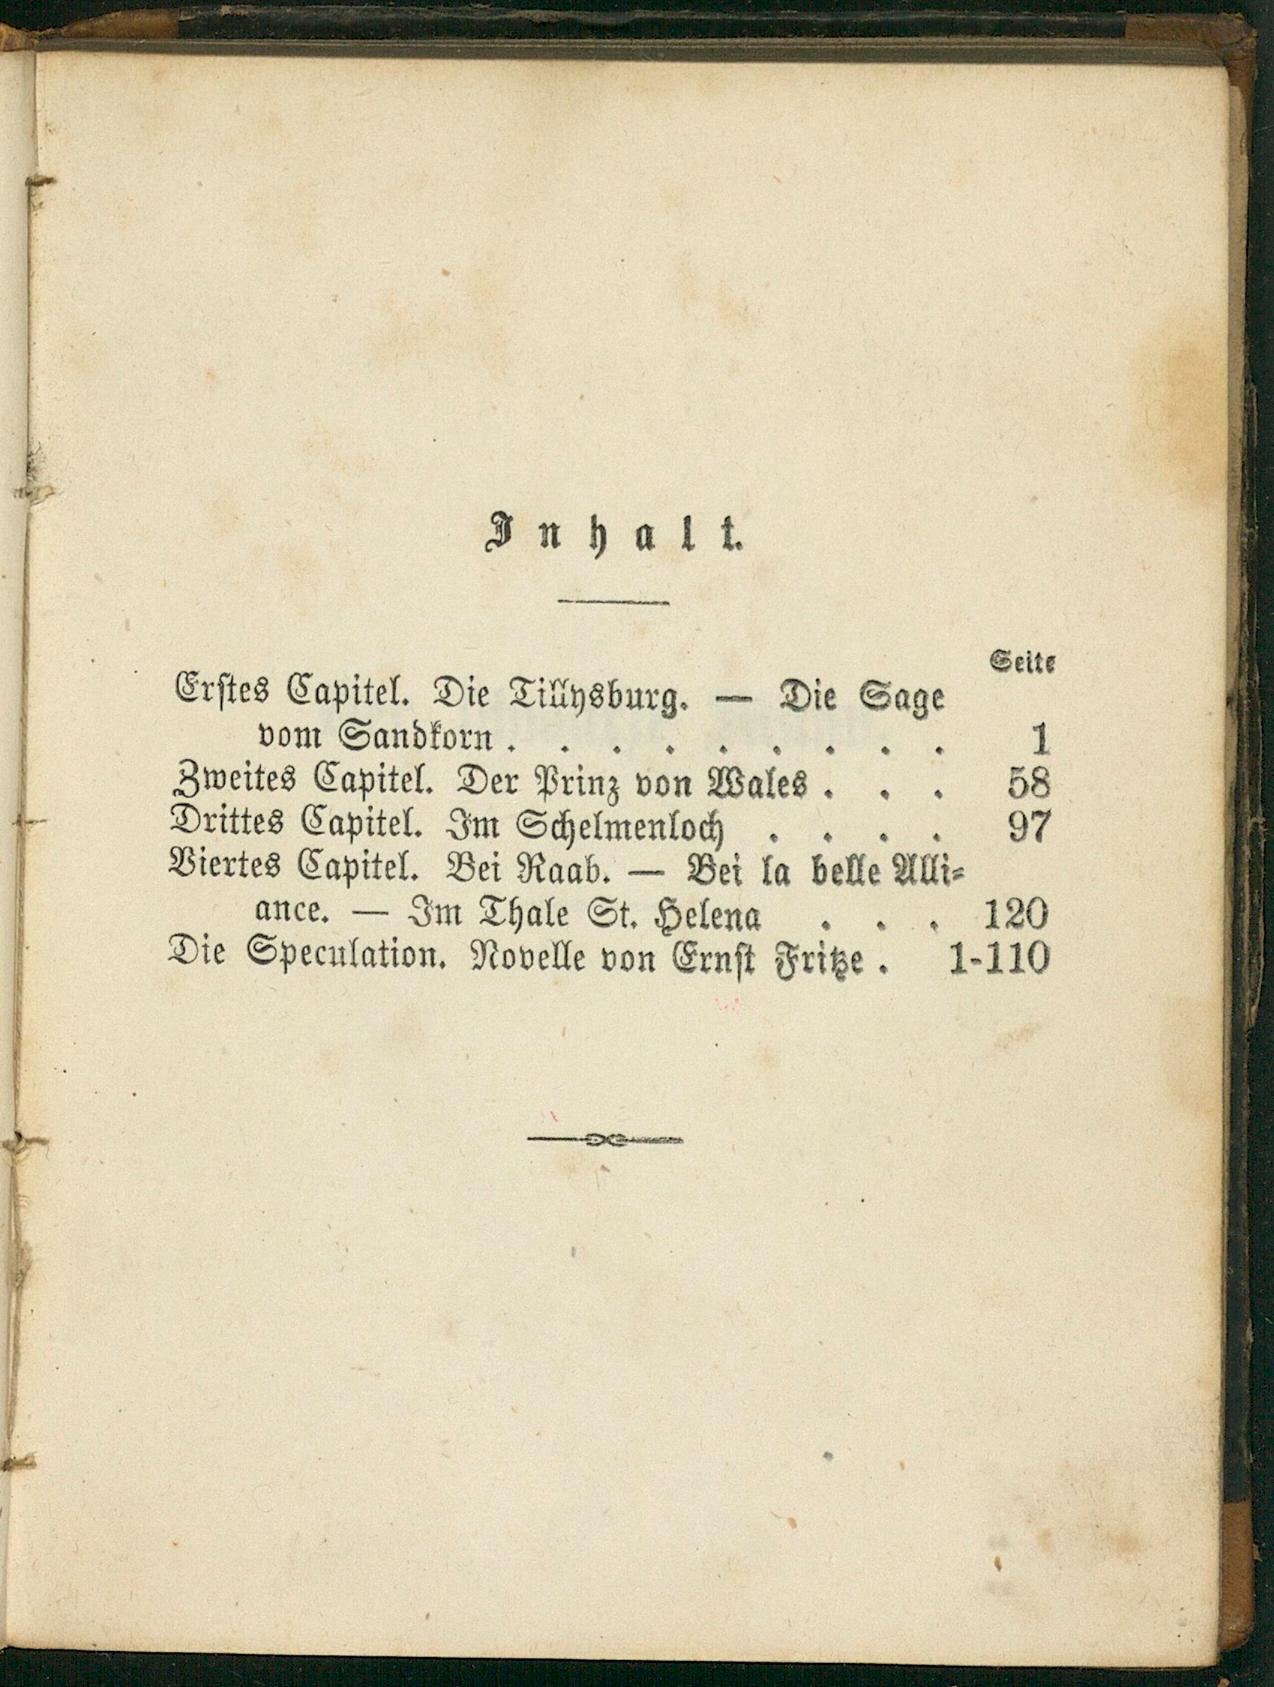 Inhalt.
Seite
Erstes Capitel. Die Tillysburg. — Die Sage
vom Sandkorn . . . . . . . . . 1
Zweites Capitel. Der Prinz von Wales . . . 58
Drittes Capitel. Im Schelmenloch . . . . 97
Viertes Capitel. Bei Raab. — Bei la belle Alli-
ance. — Im Thale St. Helena . . . 120
Die Speculation. Novelle von Ernst Fritze . 1-110